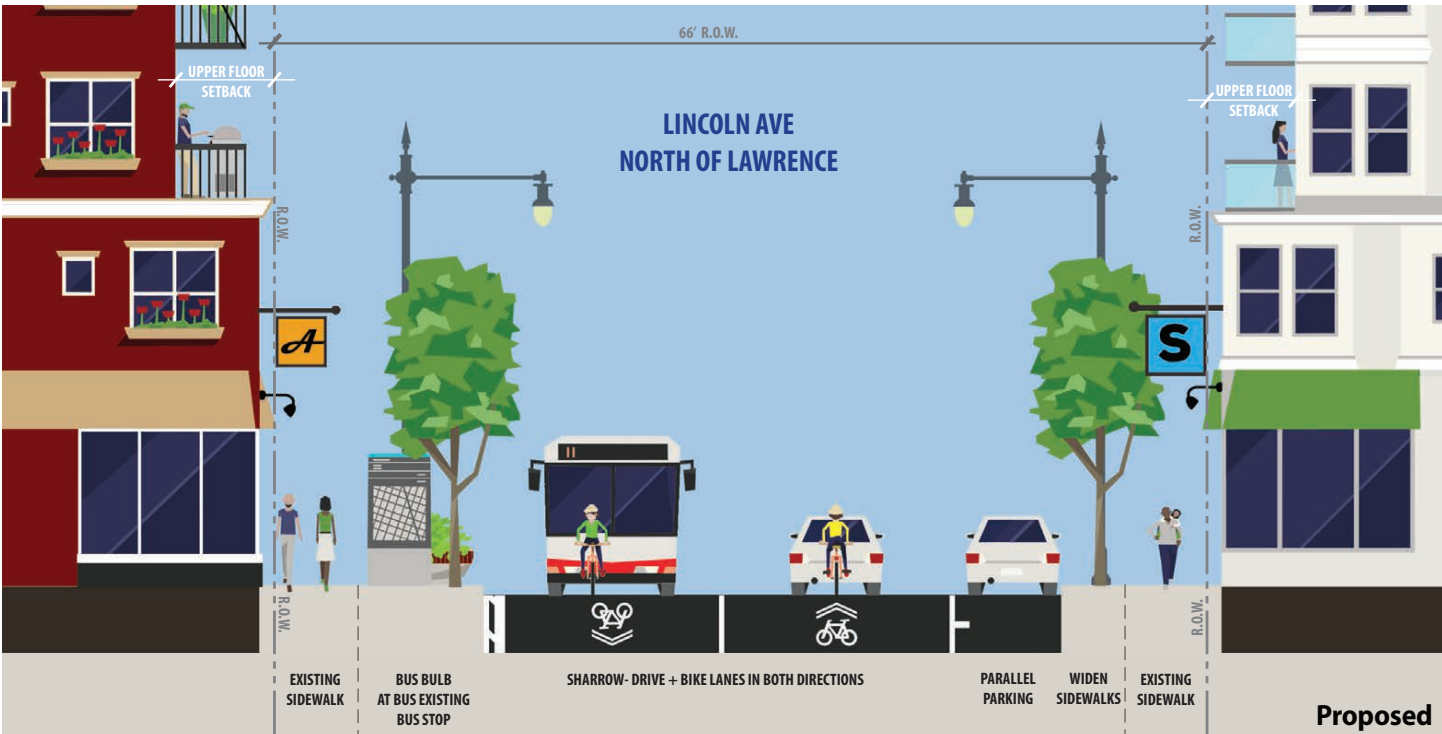 66' R.O.W.
UPPER FLOOR
SETBACK
UPPER FLOOR
SETBACK
LINCOLN AVE
NORTH OF LAWRENCE
R.O.W.
R.O.W.
A
S
R.O.W.
R.O.W.
EXISTING
SIDEWALK
BUS BULB
AT BUS EXISTING
BUS STOP
SHARROW- DRIVE + BIKE LANES IN BOTH DIRECTIONS
PARALLEL
PARKING
WIDEN
SIDEWALKS
EXISTING
SIDEWALK
Proposed